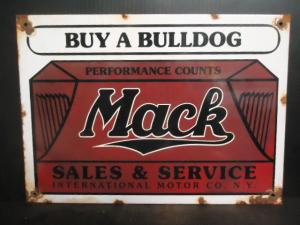 BUY A BULLDOG
PERFORMANCE COUNTS
Mack
SALES & SERVICE
INTERNATIONAL MOTOR CO. N.Y.